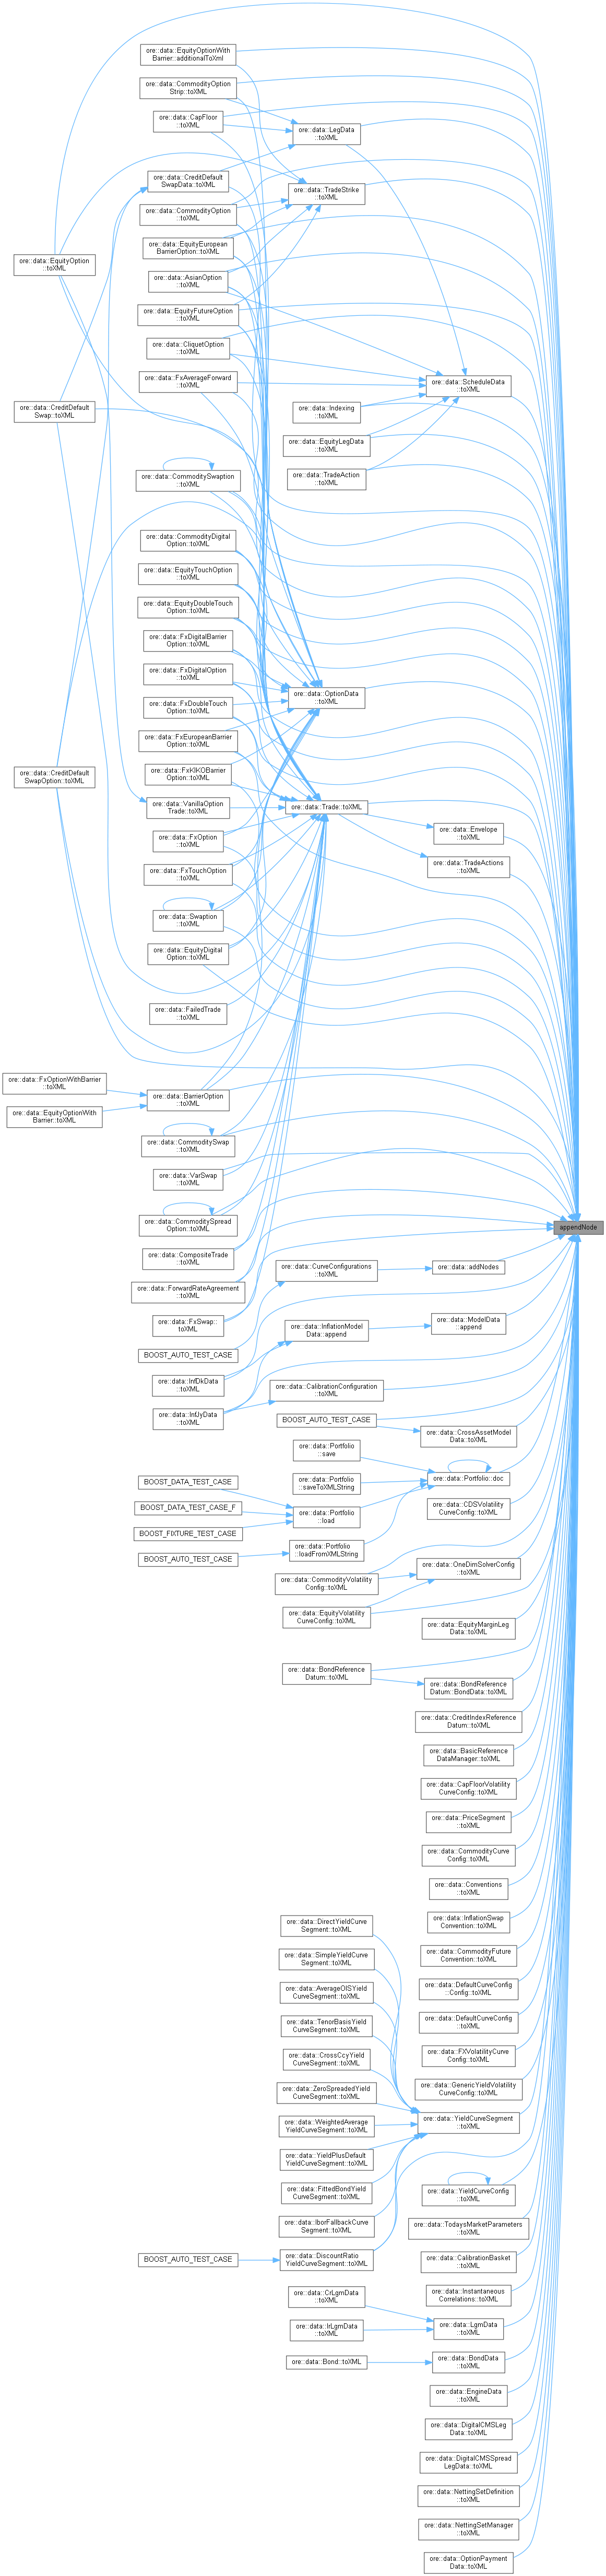 ore::data::EquityOptionWith
Barrier::additionalToXml
ore::data::CommodityOption
Strip::toXML
ore::data::CapFloor
::toXML
ore::data::LegData
::toXML
ore::data::CreditDefault
SwapData::toXML
ore::data::TradeStrike
::toXML
ore::data::CommodityOption
::toXML
ore::data::EquityEuropean
BarrierOption::toXML
ore::data::EquityOption
::toXML
ore::data::AsianOption
::toXML
ore::data::EquityFutureOption
::toXML
ore::data::CliquetOption
::toXML
ore::data::FxAverageForward
::toXML
ore::data::ScheduleData
::toXML
ore::data::CreditDefault
Swap::toXML
ore::data::Indexing
::toXML
ore::data::EquityLegData
::toXML
ore::data::TradeAction
::toXML
ore::data::CommoditySwaption
::toXML
ore::data::CommodityDigital
Option::toXML
ore::data::EquityTouchOption
::toXML
ore::data::EquityDoubleTouch
Option::toXML
ore::data::FxDigitalBarrier
Option::toXML
ore::data::FxDigitalOption
::toXML
ore::data::OptionData
::toXML
ore::data::FxDoubleTouch
Option::toXML
ore::data::FxEuropeanBarrier
Option::toXML
ore::data::CreditDefault
SwapOption::toXML
ore::data::FxKIKOBarrier
Option::toXML
ore::data::VanillaOption
Trade::toXML
ore::data::Trade::toXML
ore::data::Envelope
::toXML
ore::data::FxOption
::toXML
ore::data::TradeActions
::toXML
ore::data::FxTouchOption
::toXML
ore::data::Swaption
::toXML
ore::data::EquityDigital
Option::toXML
ore::data::FailedTrade
::toXML
ore::data::FxOptionWithBarrier
::toXML
ore::data::BarrierOption
::toXML
ore::data::EquityOptionWith
Barrier::toXML
ore::data::CommoditySwap
::toXML
ore::data::VarSwap
::toXML
ore::data::CommoditySpread
Option::toXML
appendNode
ore::data::CompositeTrade
::toXML
ore::data::CurveConfigurations
::toXML
ore::data::addNodes
ore::data::ForwardRateAgreement
::toXML
ore::data::FxSwap::
toXML
ore::data::InflationModel
Data::append
ore::data::ModelData
::append
BOOST_AUTO_TEST_CASE
ore::data::InfDkData
::toXML
ore::data::CalibrationConfiguration
::toXML
ore::data::InfJyData
::toXML
BOOST_AUTO_TEST_CASE
ore::data::CrossAssetModel
Data::toXML
ore::data::Portfolio
::save
ore::data::Portfolio::doc
ore::data::Portfolio
::saveToXMLString
BOOST_DATA_TEST_CASE
BOOST_DATA_TEST_CASE_F
ore::data::Portfolio
::load
ore::data::CDSVolatility
CurveConfig::toXML
BOOST_FIXTURE_TEST_CASE
ore::data::Portfolio
::loadFromXMLString
BOOST_AUTO_TEST_CASE
ore::data::OneDimSolverConfig
::toXML
ore::data::CommodityVolatility
Config::toXML
ore::data::EquityVolatility
CurveConfig::toXML
ore::data::EquityMarginLeg
Data::toXML
ore::data::BondReference
Datum::toXML
ore::data::BondReference
Datum::BondData::toXML
ore::data::CreditIndexReference
Datum::toXML
ore::data::BasicReference
DataManager::toXML
ore::data::CapFloorVolatility
CurveConfig::toXML
ore::data::PriceSegment
::toXML
ore::data::CommodityCurve
Config::toXML
ore::data::Conventions
::toXML
ore::data::InflationSwap
Convention::toXML
ore::data::DirectYieldCurve
Segment::toXML
ore::data::CommodityFuture
Convention::toXML
ore::data::SimpleYieldCurve
Segment::toXML
ore::data::DefaultCurveConfig
::Config::toXML
ore::data::AverageOISYield
CurveSegment::toXML
ore::data::DefaultCurveConfig
::toXML
ore::data::TenorBasisYield
CurveSegment::toXML
ore::data::FXVolatilityCurve
Config::toXML
ore::data::CrossCcyYield
CurveSegment::toXML
ore::data::GenericYieldVolatility
CurveConfig::toXML
ore::data::ZeroSpreadedYield
CurveSegment::toXML
ore::data::WeightedAverage
YieldCurveSegment::toXML
ore::data::YieldCurveSegment
::toXML
ore::data::YieldPlusDefault
YieldCurveSegment::toXML
ore::data::FittedBondYield
CurveSegment::toXML
ore::data::YieldCurveConfig
::toXML
ore::data::IborFallbackCurve
Segment::toXML
ore::data::TodaysMarketParameters
::toXML
BOOST_AUTO_TEST_CASE
ore::data::DiscountRatio
YieldCurveSegment::toXML
ore::data::CalibrationBasket
::toXML
ore::data::Instantaneous
Correlations::toXML
ore::data::CrLgmData
::toXML
ore::data::IrLgmData
::toXML
ore::data::LgmData
::toXML
ore::data::Bond::toXML
ore::data::BondData
::toXML
ore::data::EngineData
::toXML
ore::data::DigitalCMSLeg
Data::toXML
ore::data::DigitalCMSSpread
LegData::toXML
ore::data::NettingSetDefinition
::toXML
ore::data::NettingSetManager
::toXML
ore::data::OptionPayment
Data::toXML